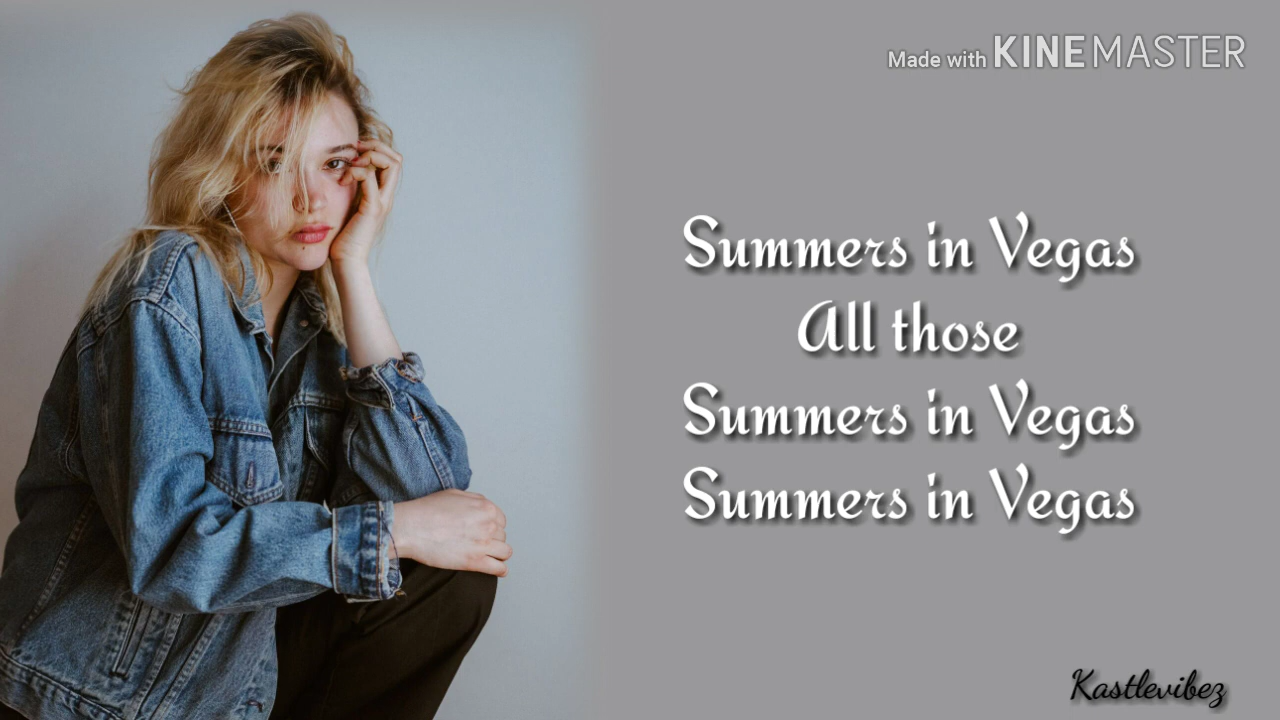 Made with KINEMASTER
Summers in Vegas
All those
Summers in Vegas
Summers in Vegas
Kastlevibez